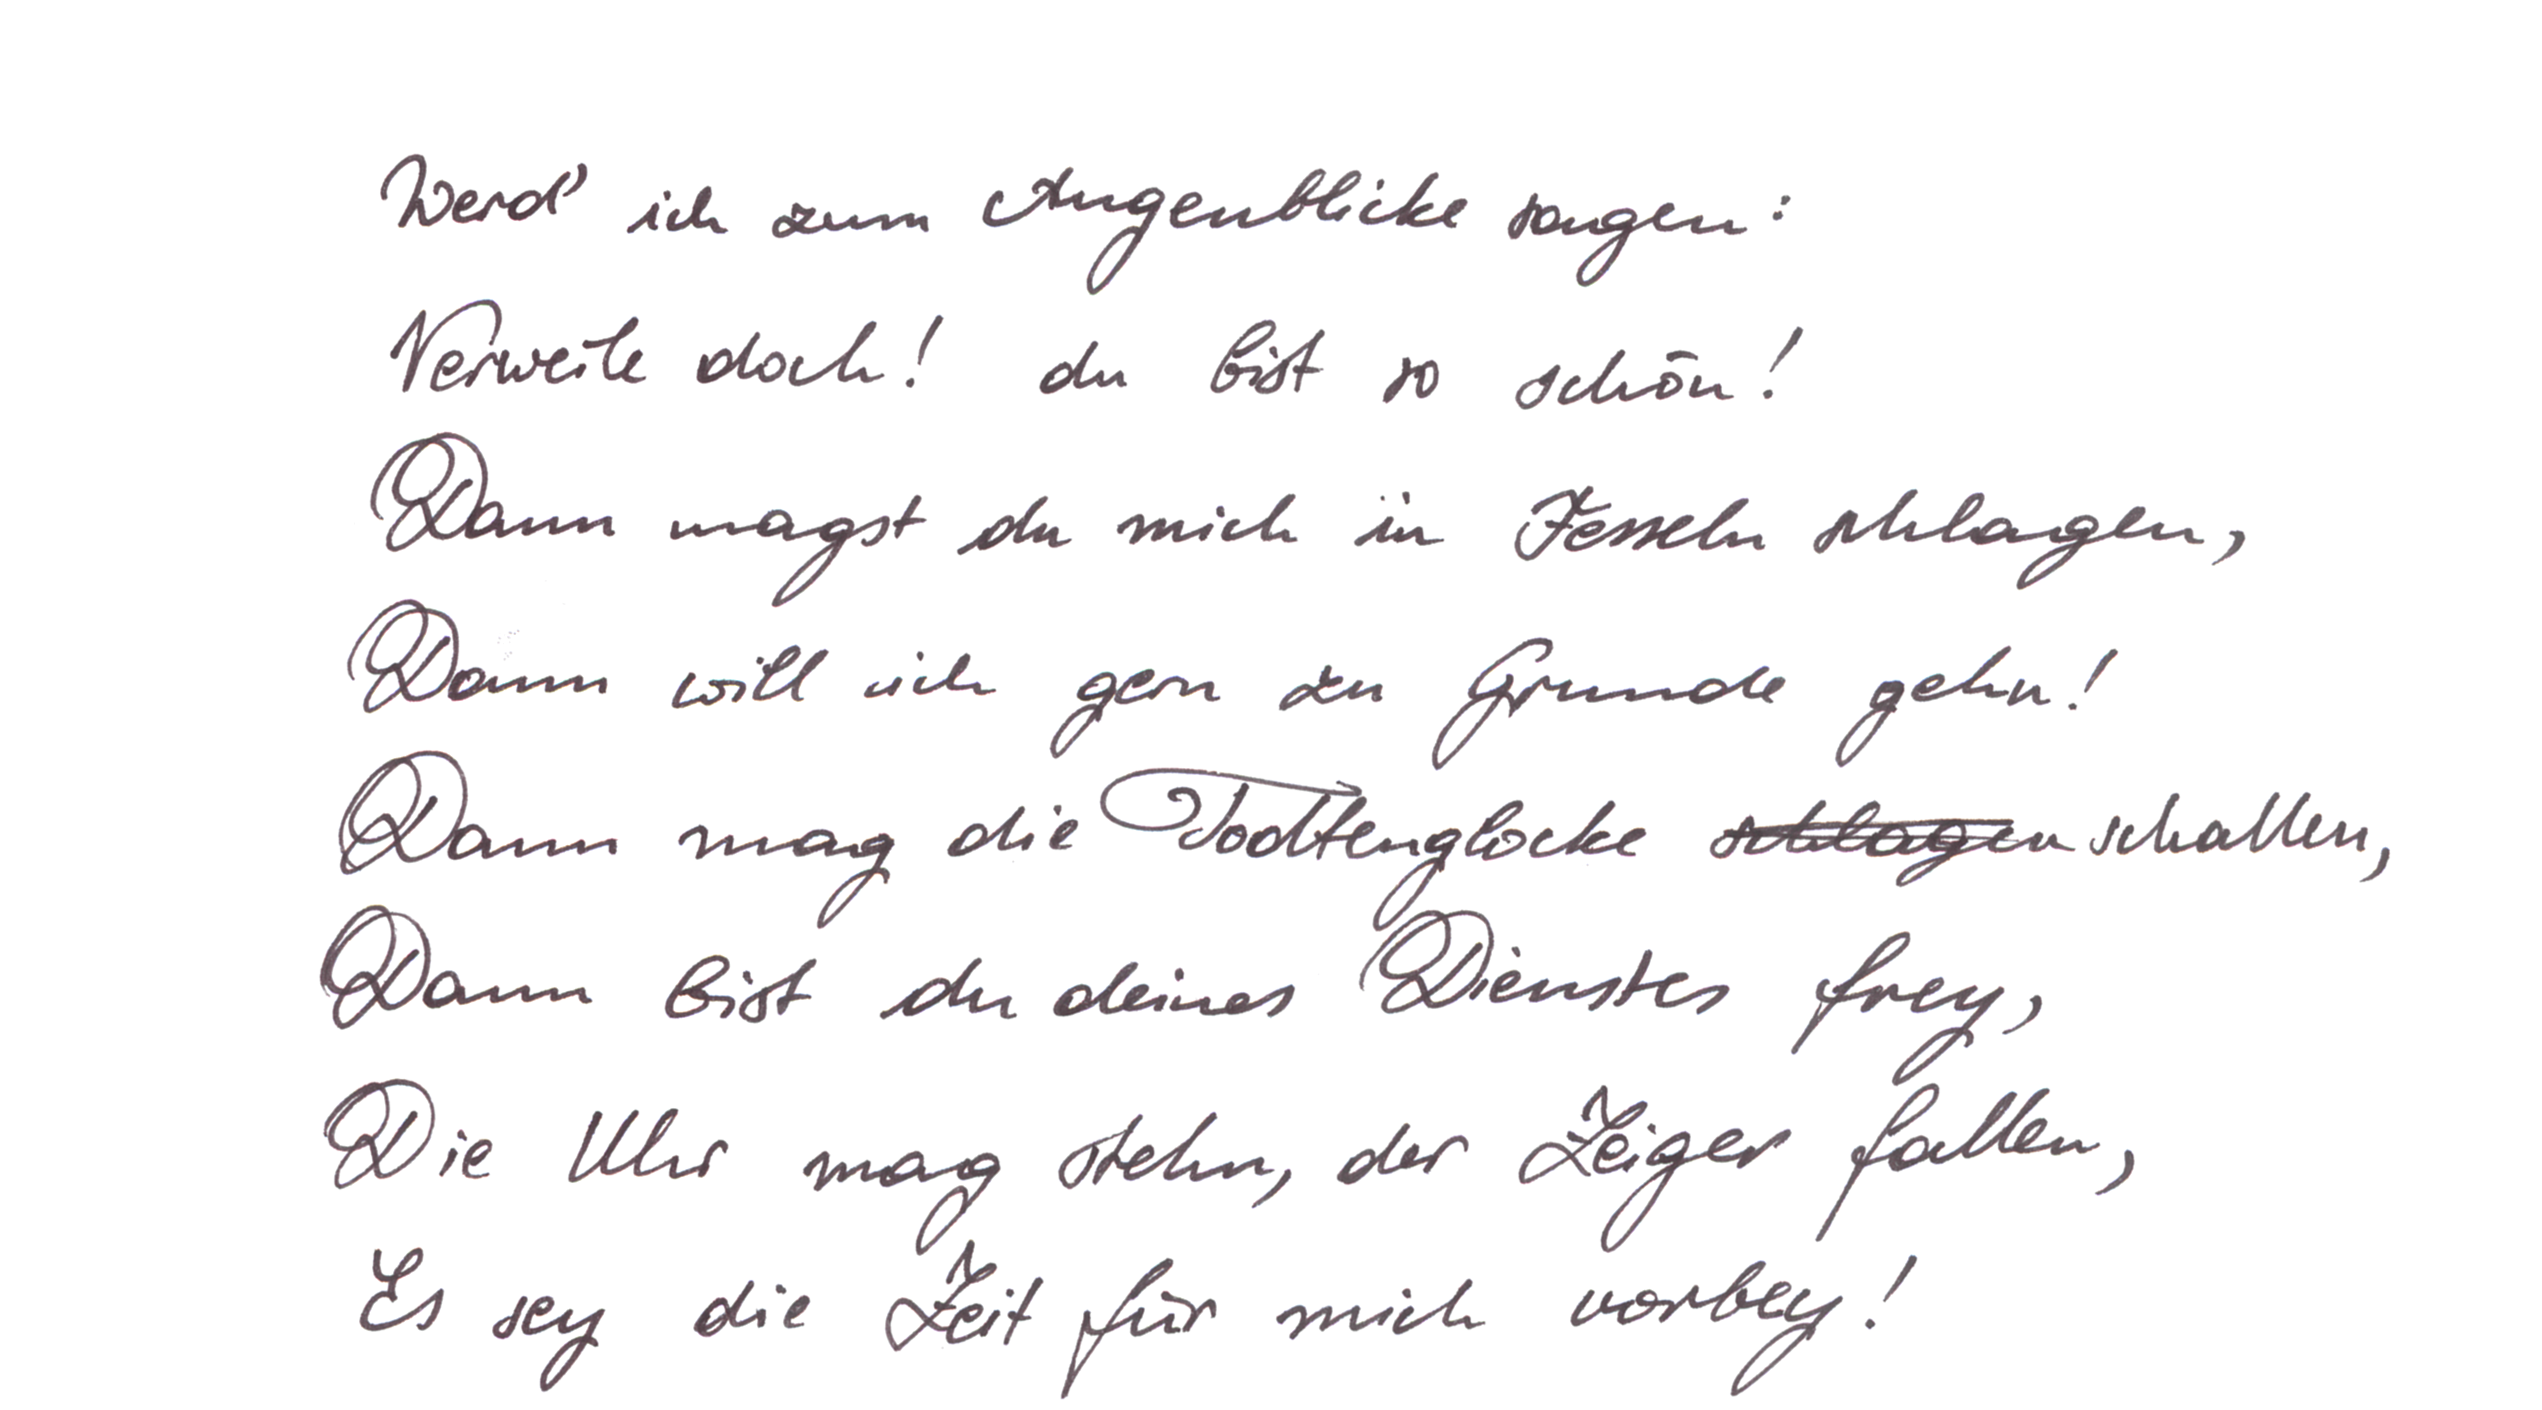 Werd' ich zum Augenblicke sagen:
Verweile doch! du bist so schön!
Dann magst du mich in Fesseln schlagen,
Dann will ich gern zu Grunde gehn!
Dann mag die Todtenglocke schlagen schallen,
Dann bist du deines Dienstes frey,
Die Uhr mag stehn, der Zeiger fallen,
Es sey die Zeit für mich vorbey!